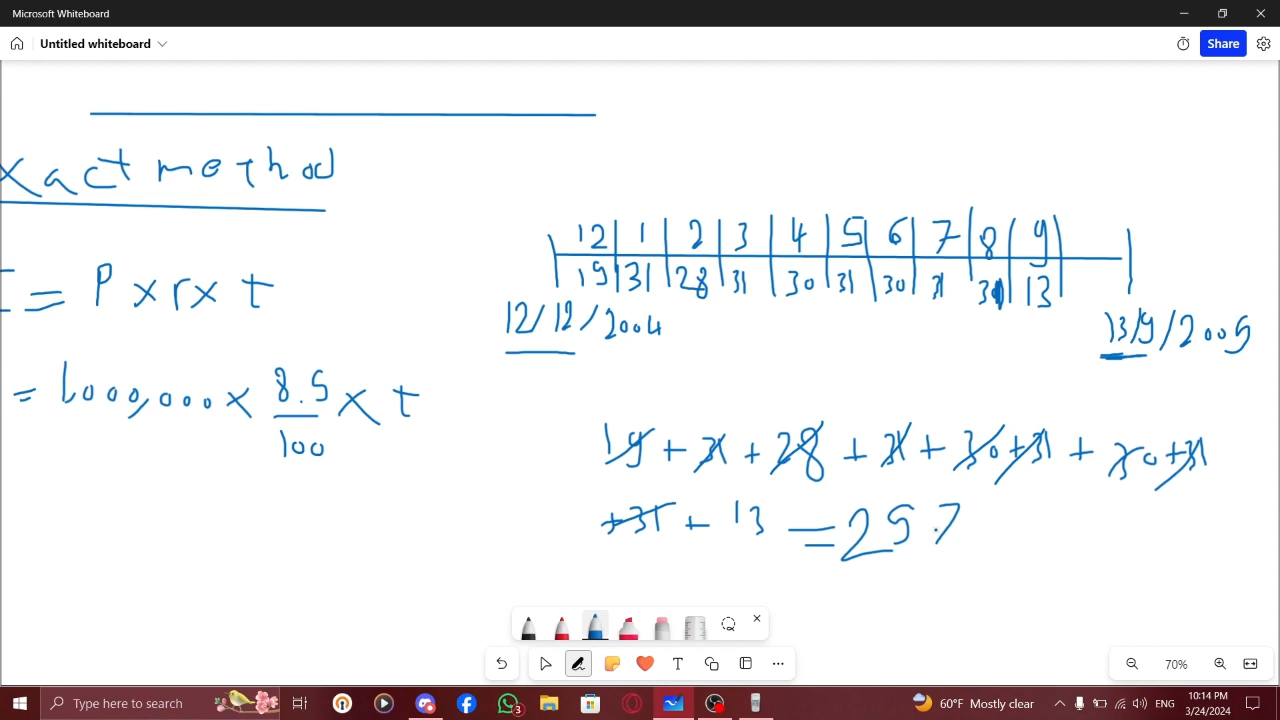 Microsoft Whiteboard
Untitled whiteboard
Share
xact method
12 1 2 3 4 5 6 7 8 9
19 31 28 31 30 31 30 31 31 13
12/12/2004
13/9/2005
= P x r x t
= 1000,000 x 8.5/100 x t
19 + 31 + 28 + 31 + 30 + 31 + 30 + 31
+ 31 + 13 = 257
T
70%
Type here to search
3
60°F Mostly clear
ENG
10:14 PM
3/24/2024